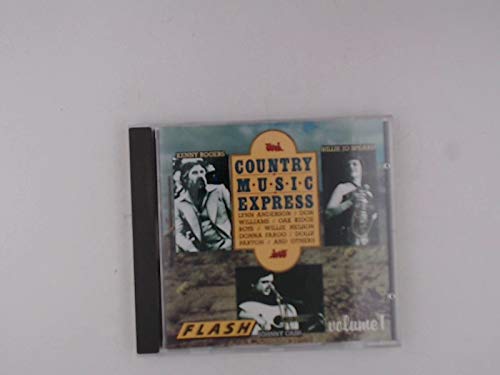 KENNY ROGERS
BILLIE JO SPEARS
COUNTRY
M·U·S·I·C
EXPRESS
LYNN ANDERSON / DON
WILLIAMS / OAK RIDGE
BOYS / WILLIE NELSON
DONNA FARGO / DOLLY
PARTON / AND OTHERS
FLASH
JOHNNY CASH
volume 1